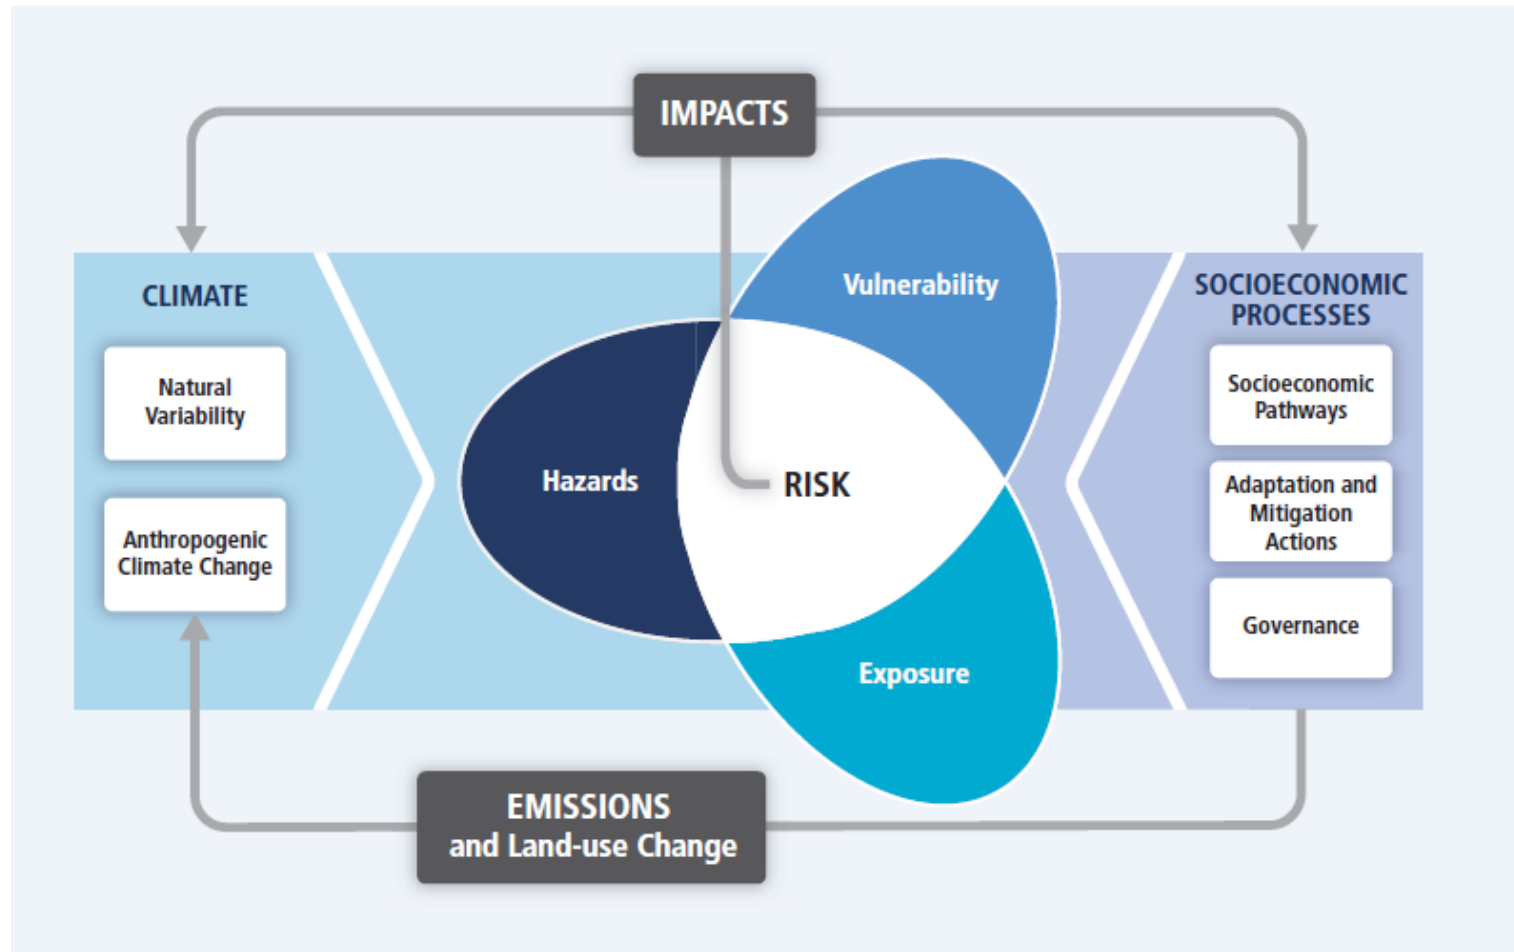 IMPACTS
Vulnerability
CLIMATE
SOCIOECONOMIC
PROCESSES
Natural
Variability
Socioeconomic
Pathways
Hazards
RISK
Adaptation and
Mitigation
Actions
Anthropogenic
Climate Change
Governance
Exposure
EMISSIONS
and Land-use Change